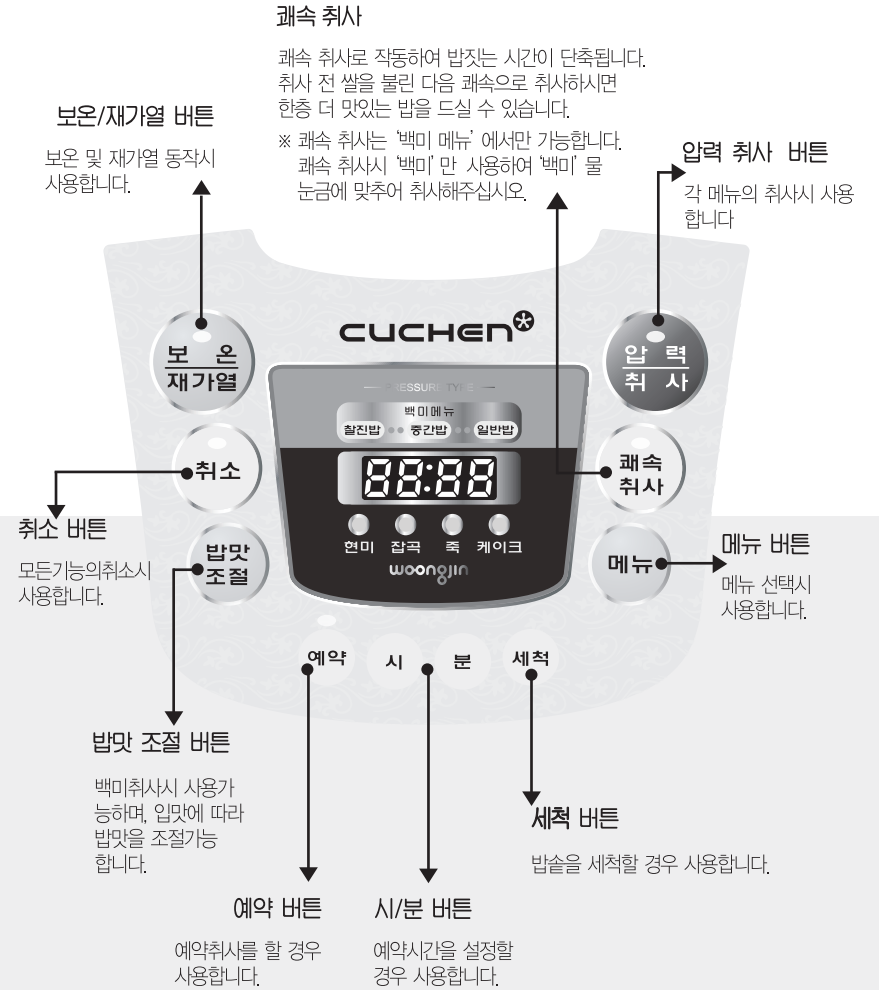 쾌속 취사
쾌속 취사로 작동하여 밥짓는 시간이 단축됩니다.
취사 전 쌀을 불린 다음 쾌속으로 취사하시면
한층 더 맛있는 밥을 드실 수 있습니다.
※ 쾌속 취사는 '백미 메뉴' 에서만 가능합니다.
쾌속 취사시 '백미' 만 사용하여 '백미' 물
눈금에 맞추어 취사해주십시오.
보온/재가열 버튼
보온 및 재가열 동작시
사용합니다.
압력 취사 버튼
각 메뉴의 취사시 사용
합니다
CUCHEN
보 온
재가열
압 력
취 사
PRESSURE TYPE
백미메뉴
찰진밥 중간밥 일반밥
88:88
취소
쾌속
취사
현미 잡곡 죽 케이크
woongjin
밥맛
조절
메뉴
예약 시 분 세척
취소 버튼
모든기능의취소시
사용합니다.
메뉴 버튼
메뉴 선택시
사용합니다.
밥맛 조절 버튼
백미취사시 사용가
능하며, 입맛에 따라
밥맛을 조절가능
합니다.
세척 버튼
밥솥을 세척할 경우 사용합니다.
예약 버튼
예약취사를 할 경우
사용합니다.
시/분 버튼
예약시간을 설정할
경우 사용합니다.